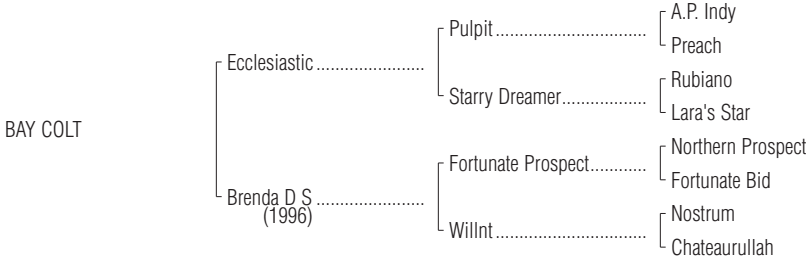 A.P. Indy
Pulpit
Preach
Ecclesiastic
Rubiano
Starry Dreamer
Lara's Star
BAY COLT
Northern Prospect
Fortunate Prospect
Fortunate Bid
Brenda D S
(1996)
Nostrum
Willnt
Chateaurullah